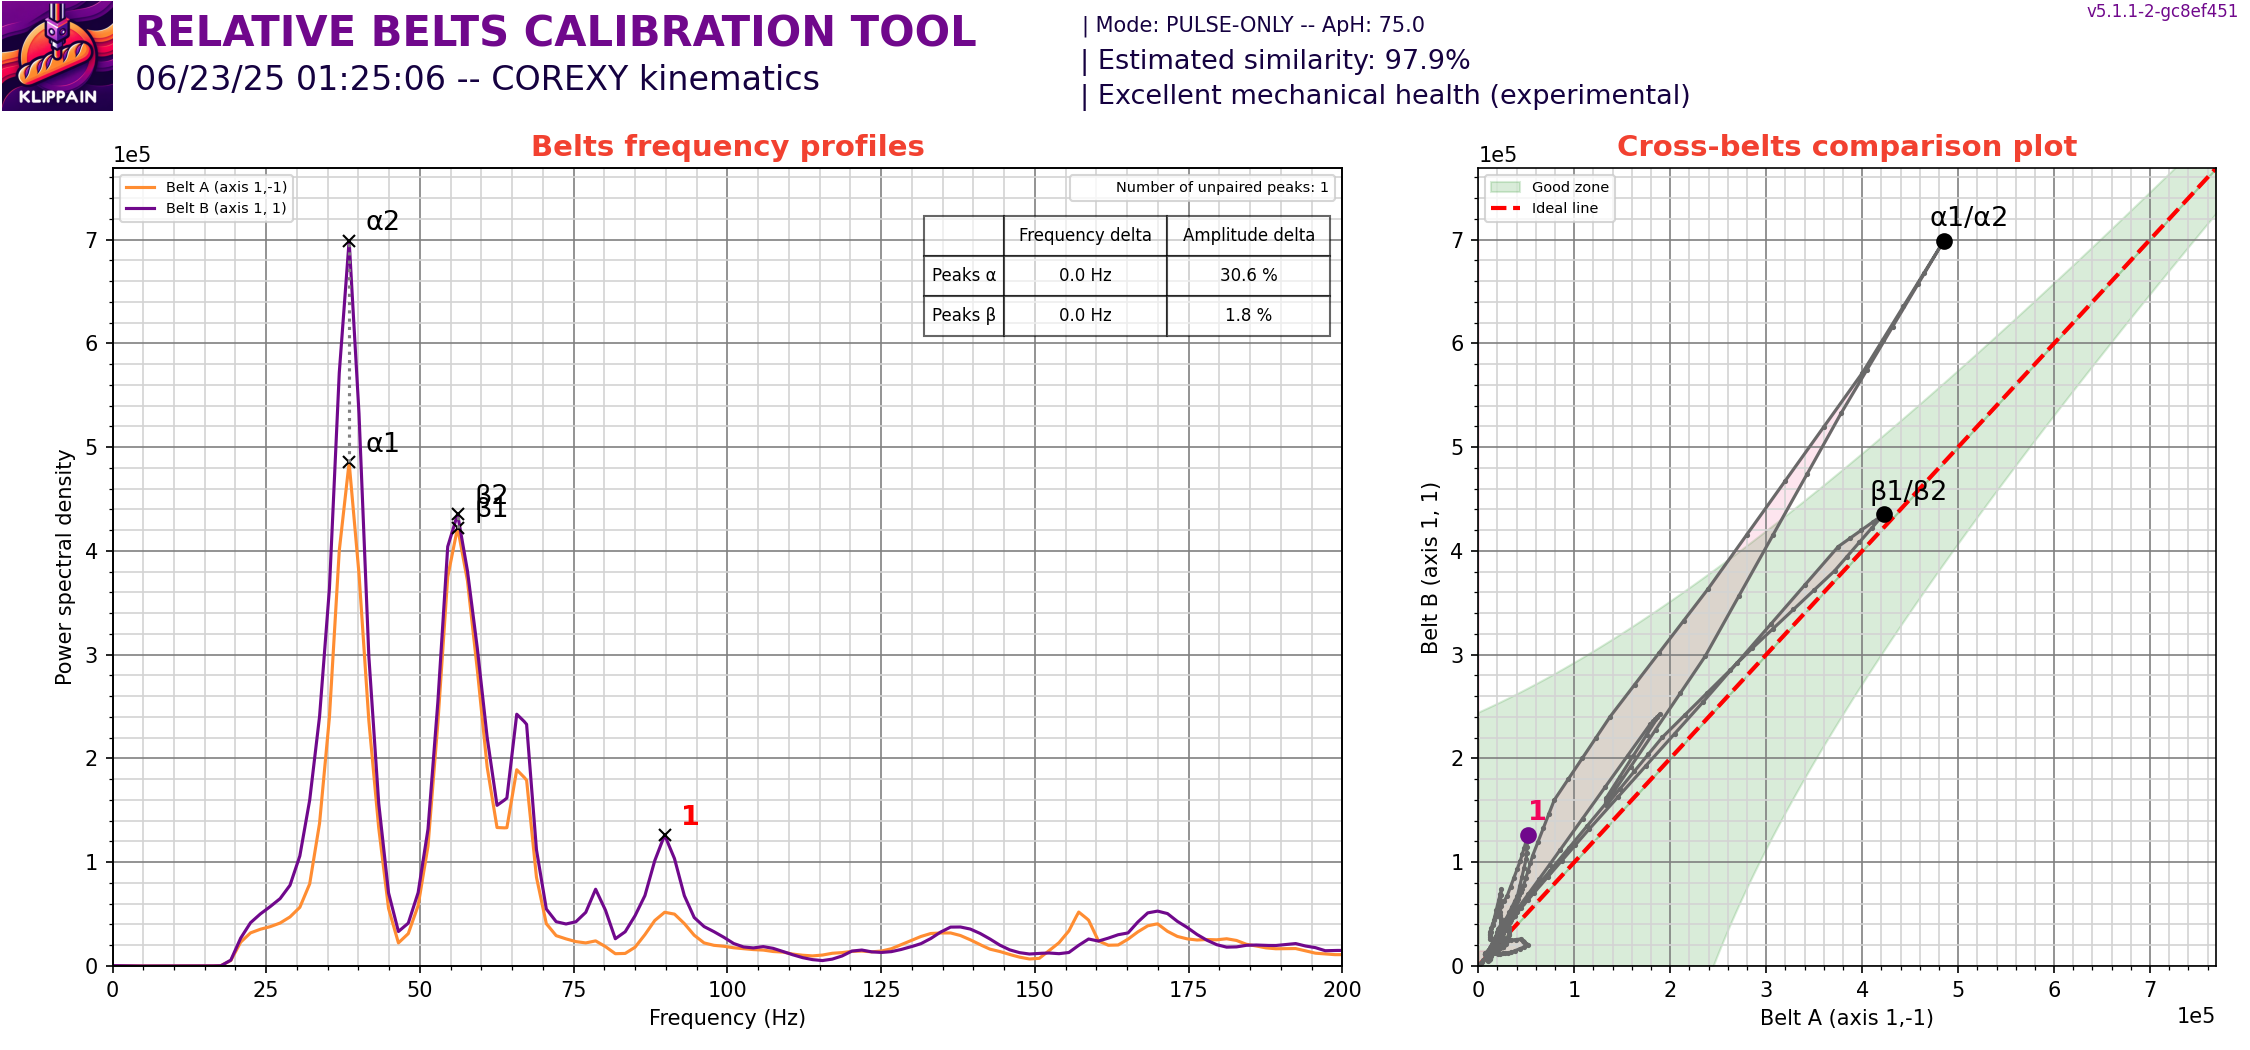 KLIPPAIN
RELATIVE BELTS CALIBRATION TOOL
06/23/25 01:25:06 -- COREXY kinematics
| Mode: PULSE-ONLY -- ApH: 75.0
| Estimated similarity: 97.9%
| Excellent mechanical health (experimental)
v5.1.1-2-gc8ef451
Belts frequency profiles
1e5
Belt A (axis 1,-1)
Belt B (axis 1, 1)
Number of unpaired peaks: 1
Frequency delta Amplitude delta
Peaks α 0.0 Hz 30.6 %
Peaks β 0.0 Hz 1.8 %
α2
α1
β2
β1
1
7
6
5
4
3
2
1
0
Power spectral density
0 25 50 75 100 125 150 175 200
Frequency (Hz)
Cross-belts comparison plot
1e5
Good zone
Ideal line
α1/α2
β1/β2
1
7
6
5
4
3
2
1
0
Belt B (axis 1, 1)
0 1 2 3 4 5 6 7
Belt A (axis 1,-1)
1e5